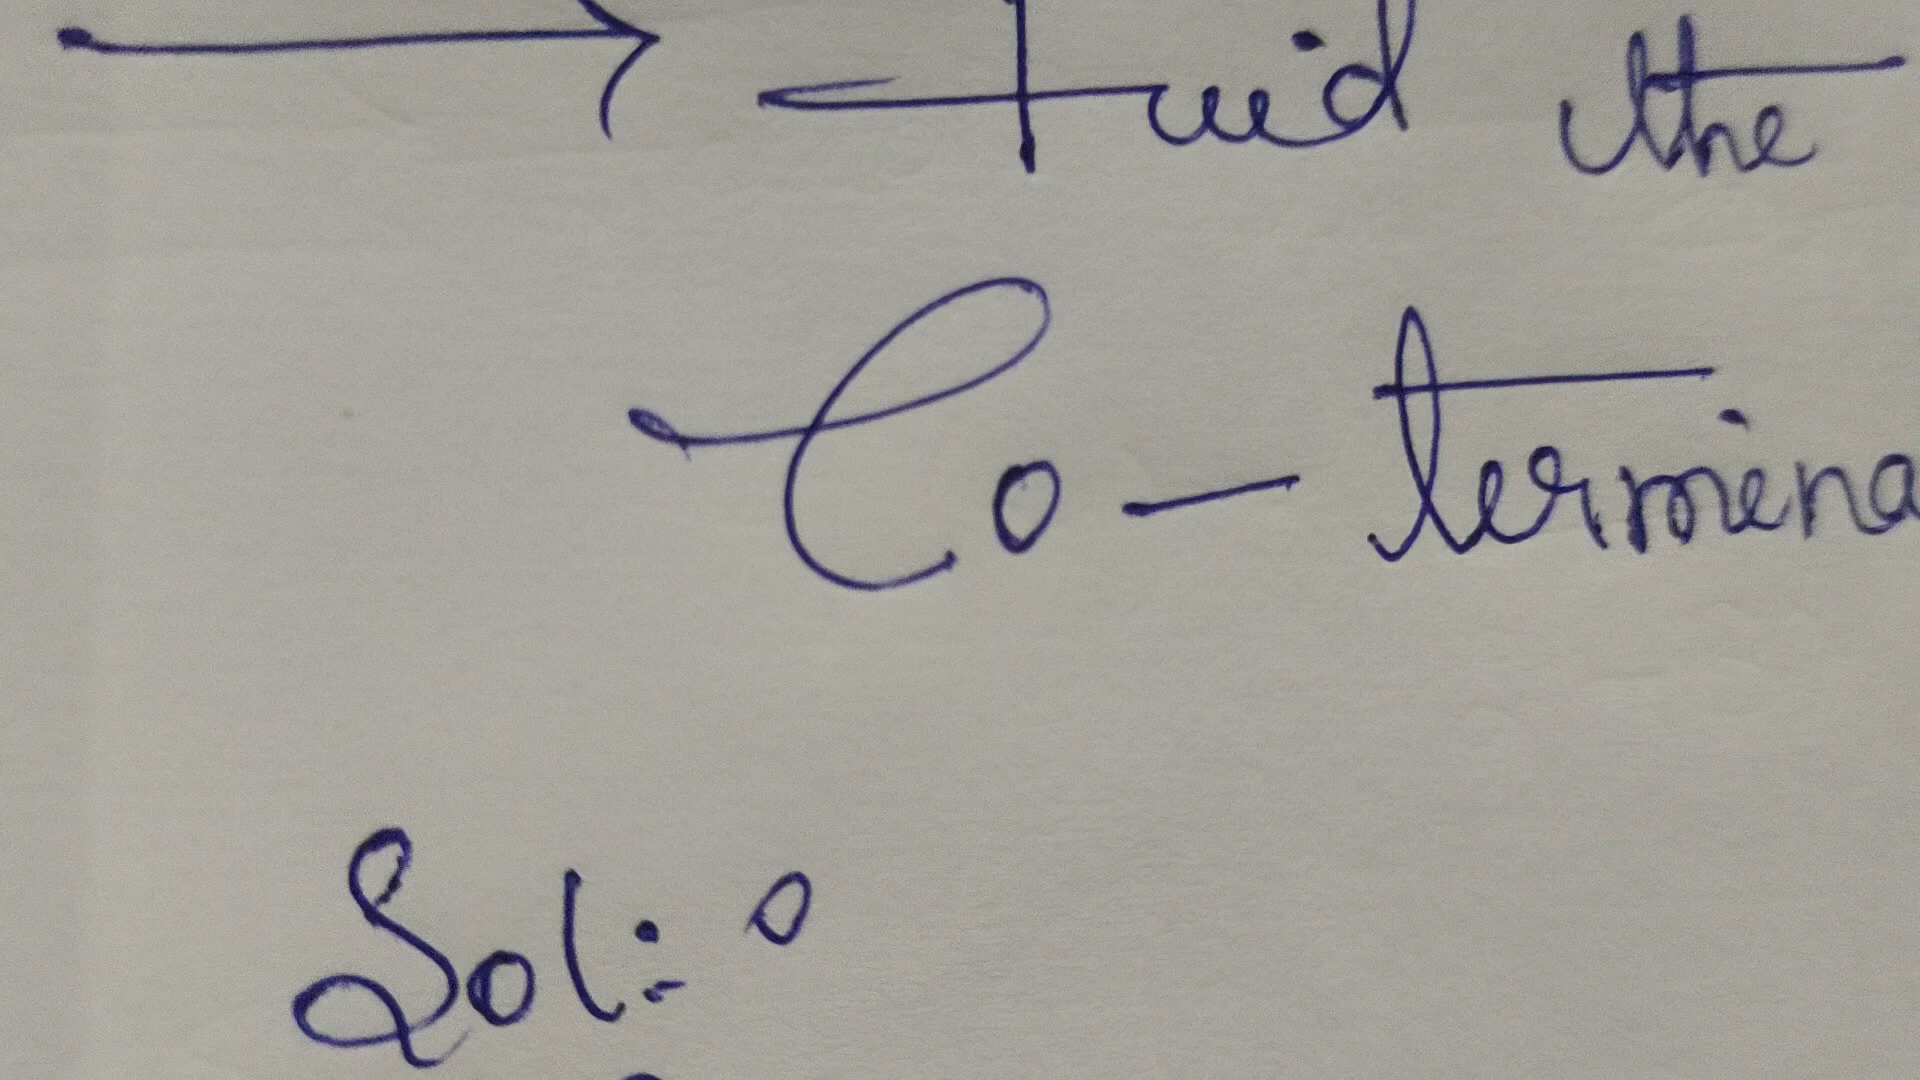 → Find the
Co-termina
Sol: